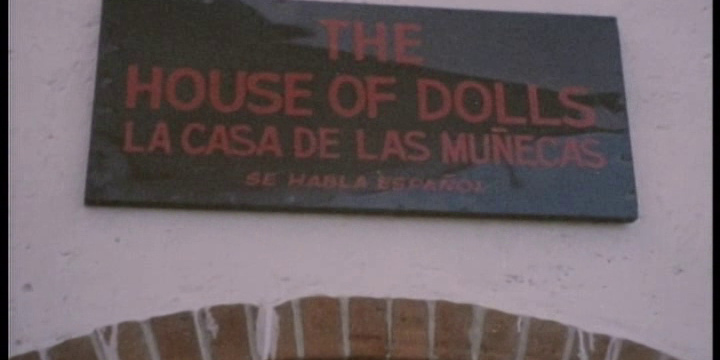 THE
HOUSE OF DOLLS
LA CASA DE LAS MUÑECAS
SE HABLA ESPAÑOL